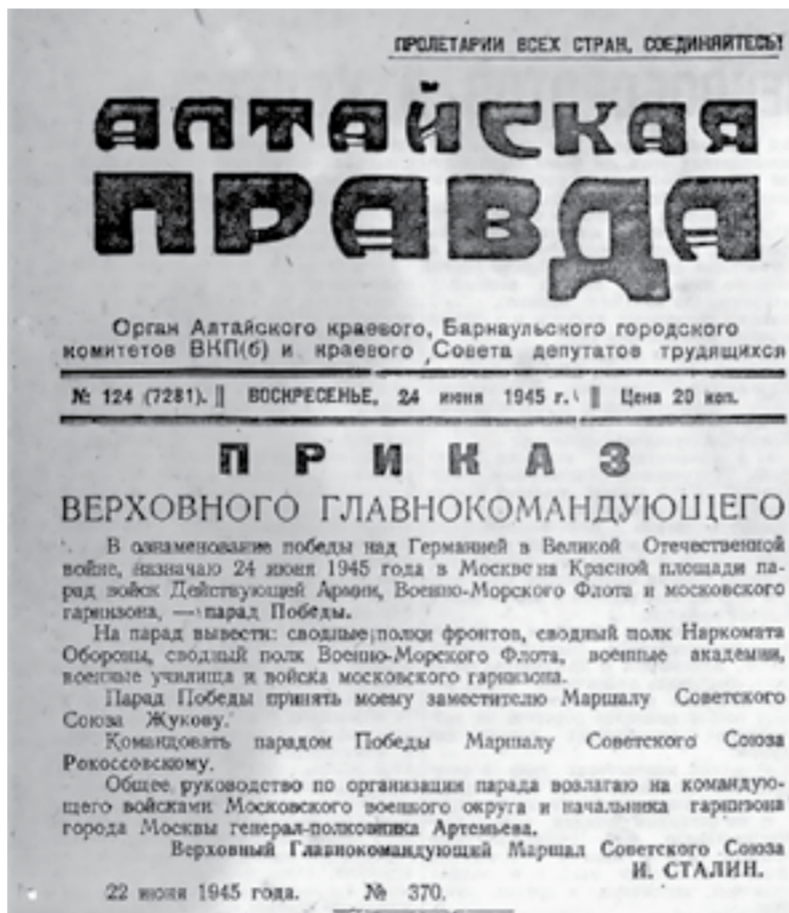 ПРОЛЕТАРИИ ВСЕХ СТРАН, СОЕДИНЯЙТЕСЬ!
АЛТАЙСКАЯ
ПРАВДА
Орган Алтайского краевого, Барнаульского городского
комитетов ВКП(б) и краевого Совета депутатов трудящихся
№ 124 (7281). || ВОСКРЕСЕНЬЕ, 24 июня 1945 г. || Цена 20 коп.
ПРИКАЗ
ВЕРХОВНОГО ГЛАВНОКОМАНДУЮЩЕГО
В ознаменование победы над Германией в Великой Отечественной
войне, назначаю 24 июня 1945 года в Москве на Красной площади па-
рад войск Действующей Армии, Военно-Морского Флота и московского
гарнизона, — парад Победы.
На парад вывести: сводные полки фронтов, сводный полк Наркомата
Обороны, сводный полк Военно-Морского Флота, военные академии,
военные училища и войска московского гарнизона.
Парад Победы принять моему заместителю Маршалу Советского
Союза Жукову.
Командовать парадом Победы Маршалу Советского Союза
Рокоссовскому.
Общее руководство по организации парада возлагаю на командую-
щего войсками Московского военного округа и начальника гарнизона
города Москвы генерал-полковника Артемьева.
Верховный Главнокомандующий Маршал Советского Союза
И. СТАЛИН.
22 июня 1945 года. № 370.